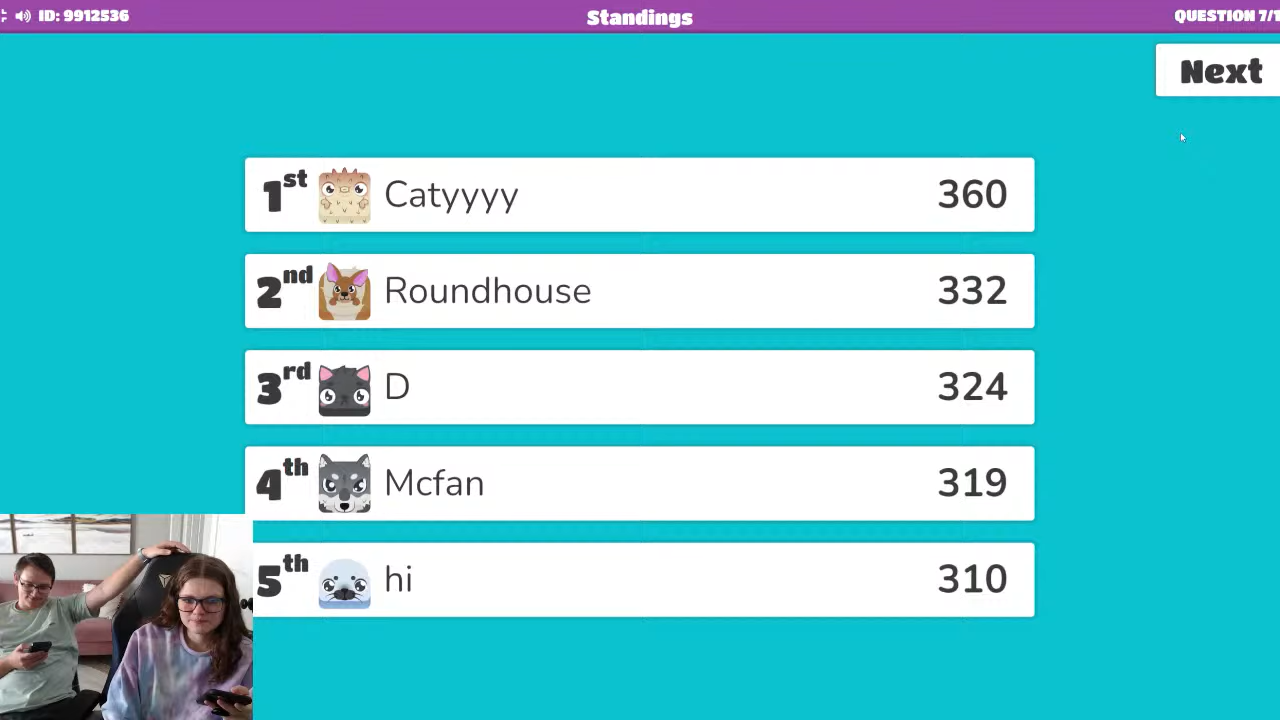 ID: 9912536
Standings
QUESTION 7/1
Next
1st Catyyyy 360
2nd Roundhouse 332
3rd D 324
4th Mcfan 319
5th hi 310